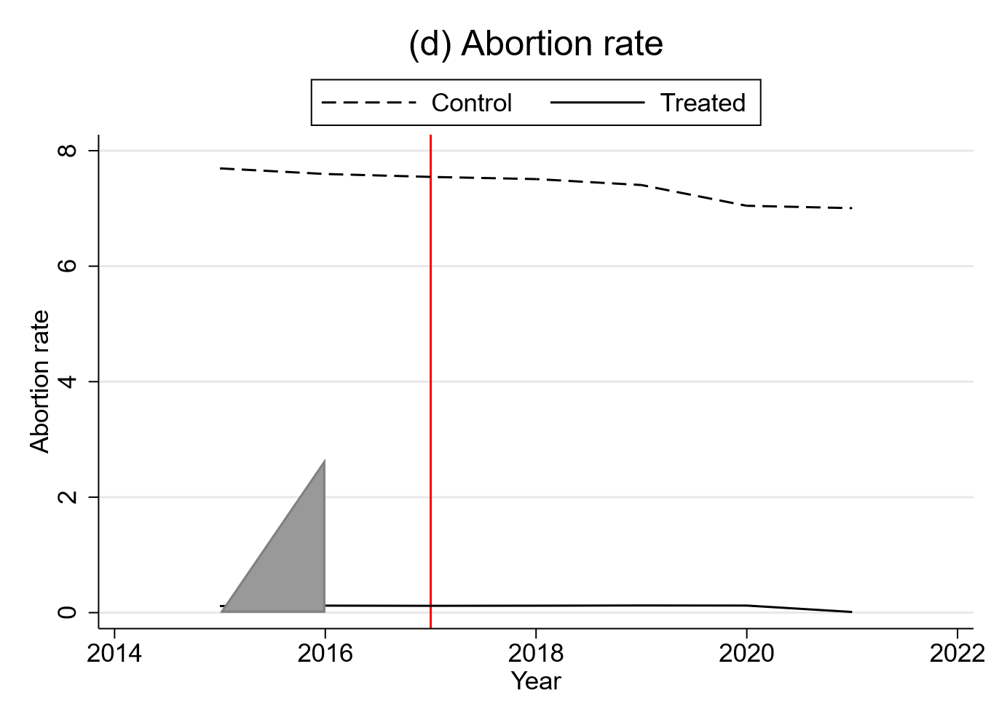 (d) Abortion rate
Control Treated
8
6
4
2
0
Abortion rate
2014 2016 2018 2020 2022
Year